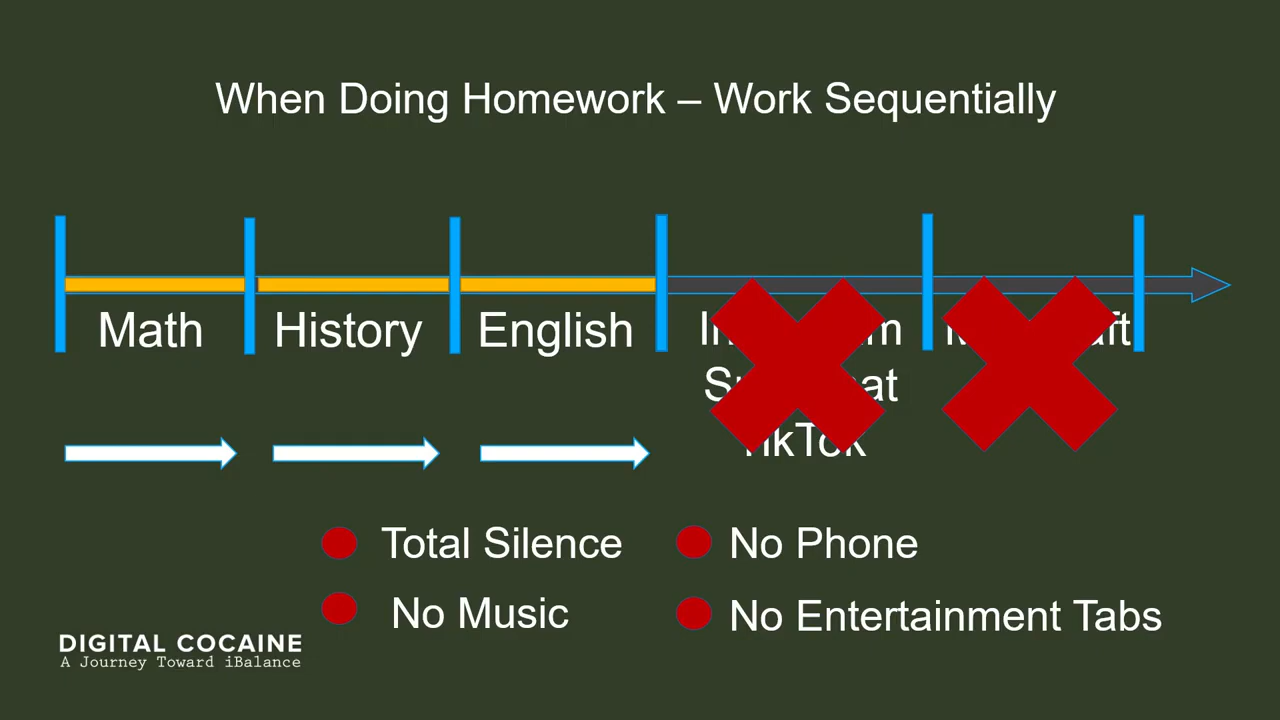 When Doing Homework – Work Sequentially
Math
History
English
TikTok
Total Silence
No Phone
No Music
No Entertainment Tabs
DIGITAL COCAINE
A Journey Toward iBalance